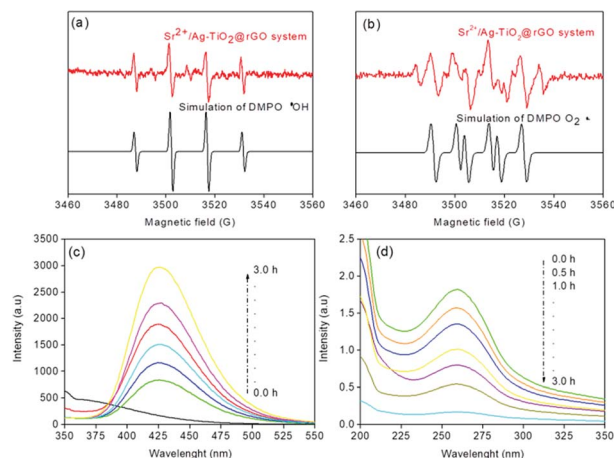 (a)
Sr²⁺/Ag-TiO₂@rGO system
Simulation of DMPO •OH
3460 3480 3500 3520 3540 3560
Magnetic field (G)
(b)
Sr²⁺/Ag-TiO₂@rGO system
Simulation of DMPO O₂
3460 3480 3500 3520 3540 3560
Magnetic field (G)
(c)
3500
3000
2500
2000
1500
1000
500
0
Intensity (a.u)
3.0 h
0.0 h
350 375 400 425 450 475 500 525 550
Wavelenght (nm)
(d)
2.5
2.0
1.5
1.0
0.5
0.0
Intensity (a.u)
0.0 h
0.5 h
1.0 h
3.0 h
200 225 250 275 300 325 350
Wavelenght (nm)